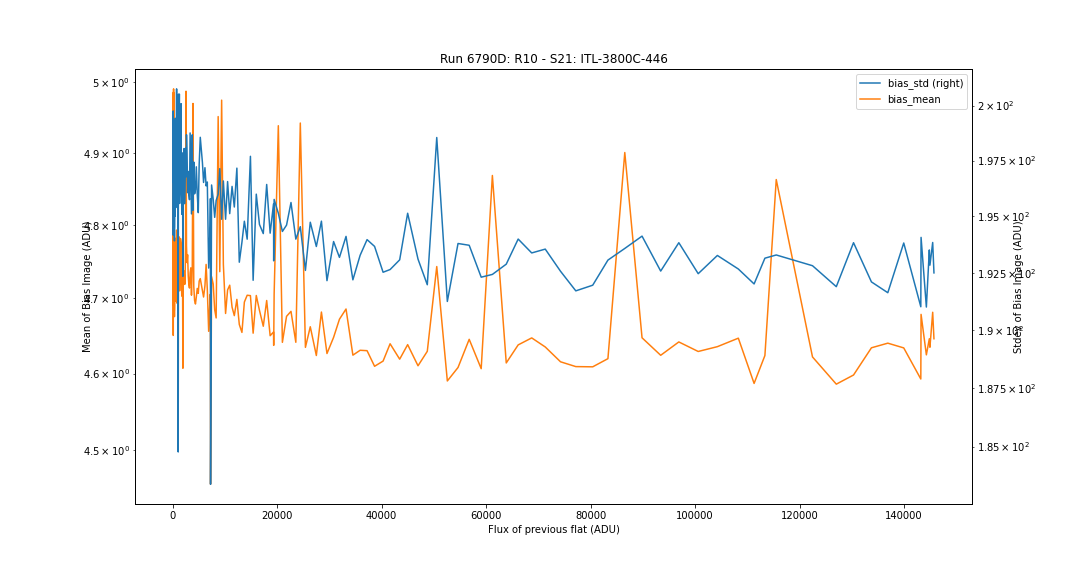 Run 6790D: R10 - S21: ITL-3800C-446
bias_std (right)
bias_mean
5 × 10⁰
4.9 × 10⁰
4.8 × 10⁰
4.7 × 10⁰
4.6 × 10⁰
4.5 × 10⁰
Mean of Bias Image (ADU)
2 × 10²
1.975 × 10²
1.95 × 10²
1.925 × 10²
1.9 × 10²
1.875 × 10²
1.85 × 10²
of Bias Image (ADU)
0 20000 40000 60000 80000 100000 120000 140000
Flux of previous flat (ADU)